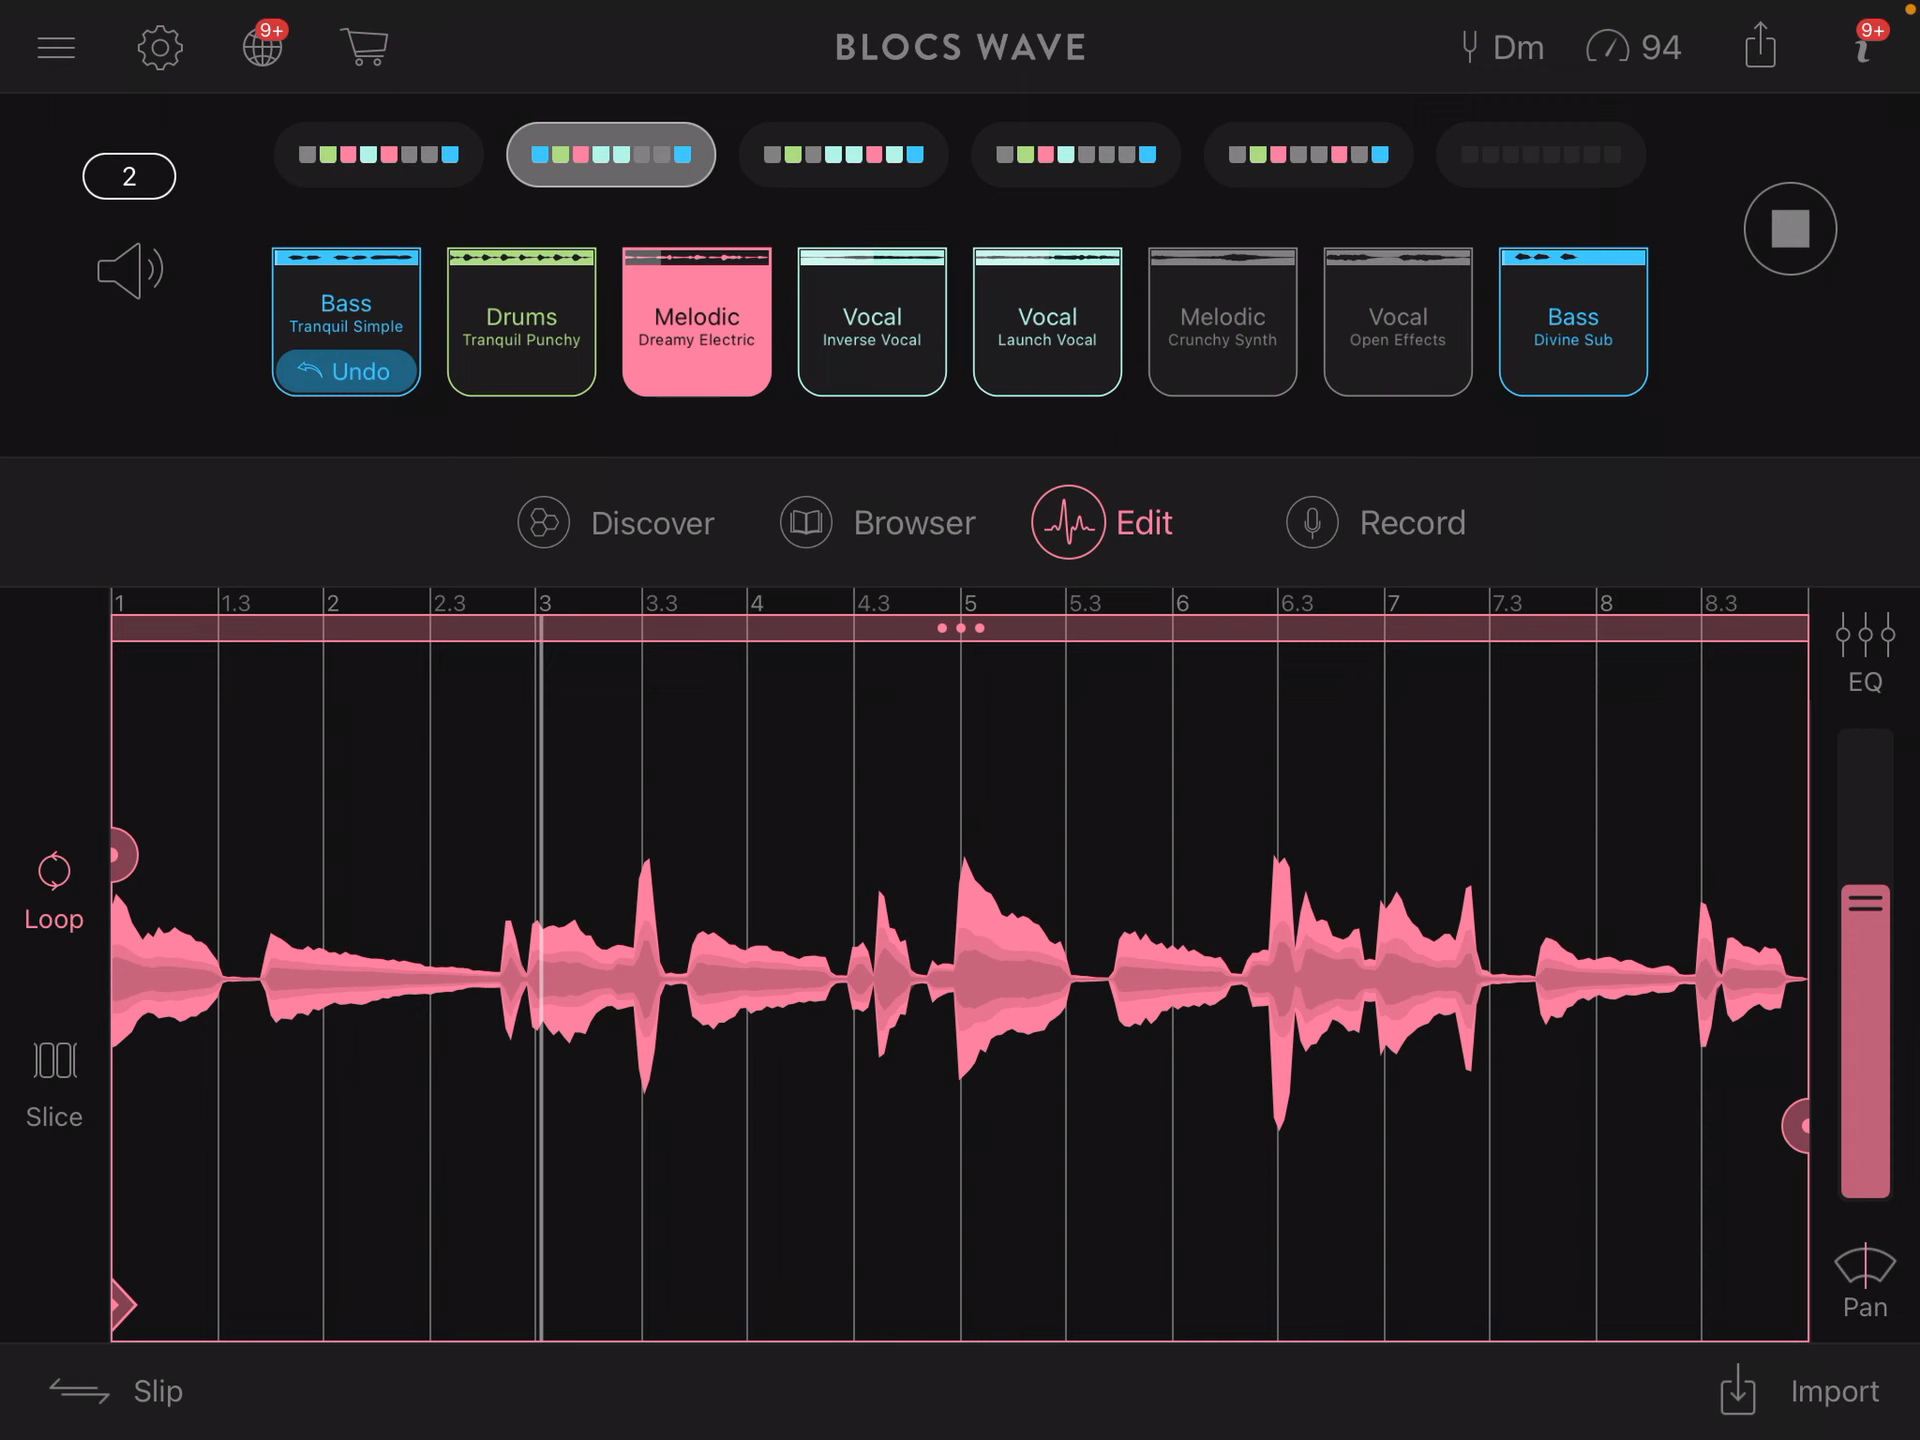 9+
BLOCS WAVE
Dm
94
9+
2
Bass
Tranquil Simple
Undo
Drums
Tranquil Punchy
Melodic
Dreamy Electric
Vocal
Inverse Vocal
Vocal
Launch Vocal
Melodic
Crunchy Synth
Vocal
Open Effects
Bass
Divine Sub
Discover
Browser
Edit
Record
1 1.3 2 2.3 3 3.3 4 4.3 5 5.3 6 6.3 7 7.3 8 8.3
EQ
Loop
Slice
Pan
Slip
Import